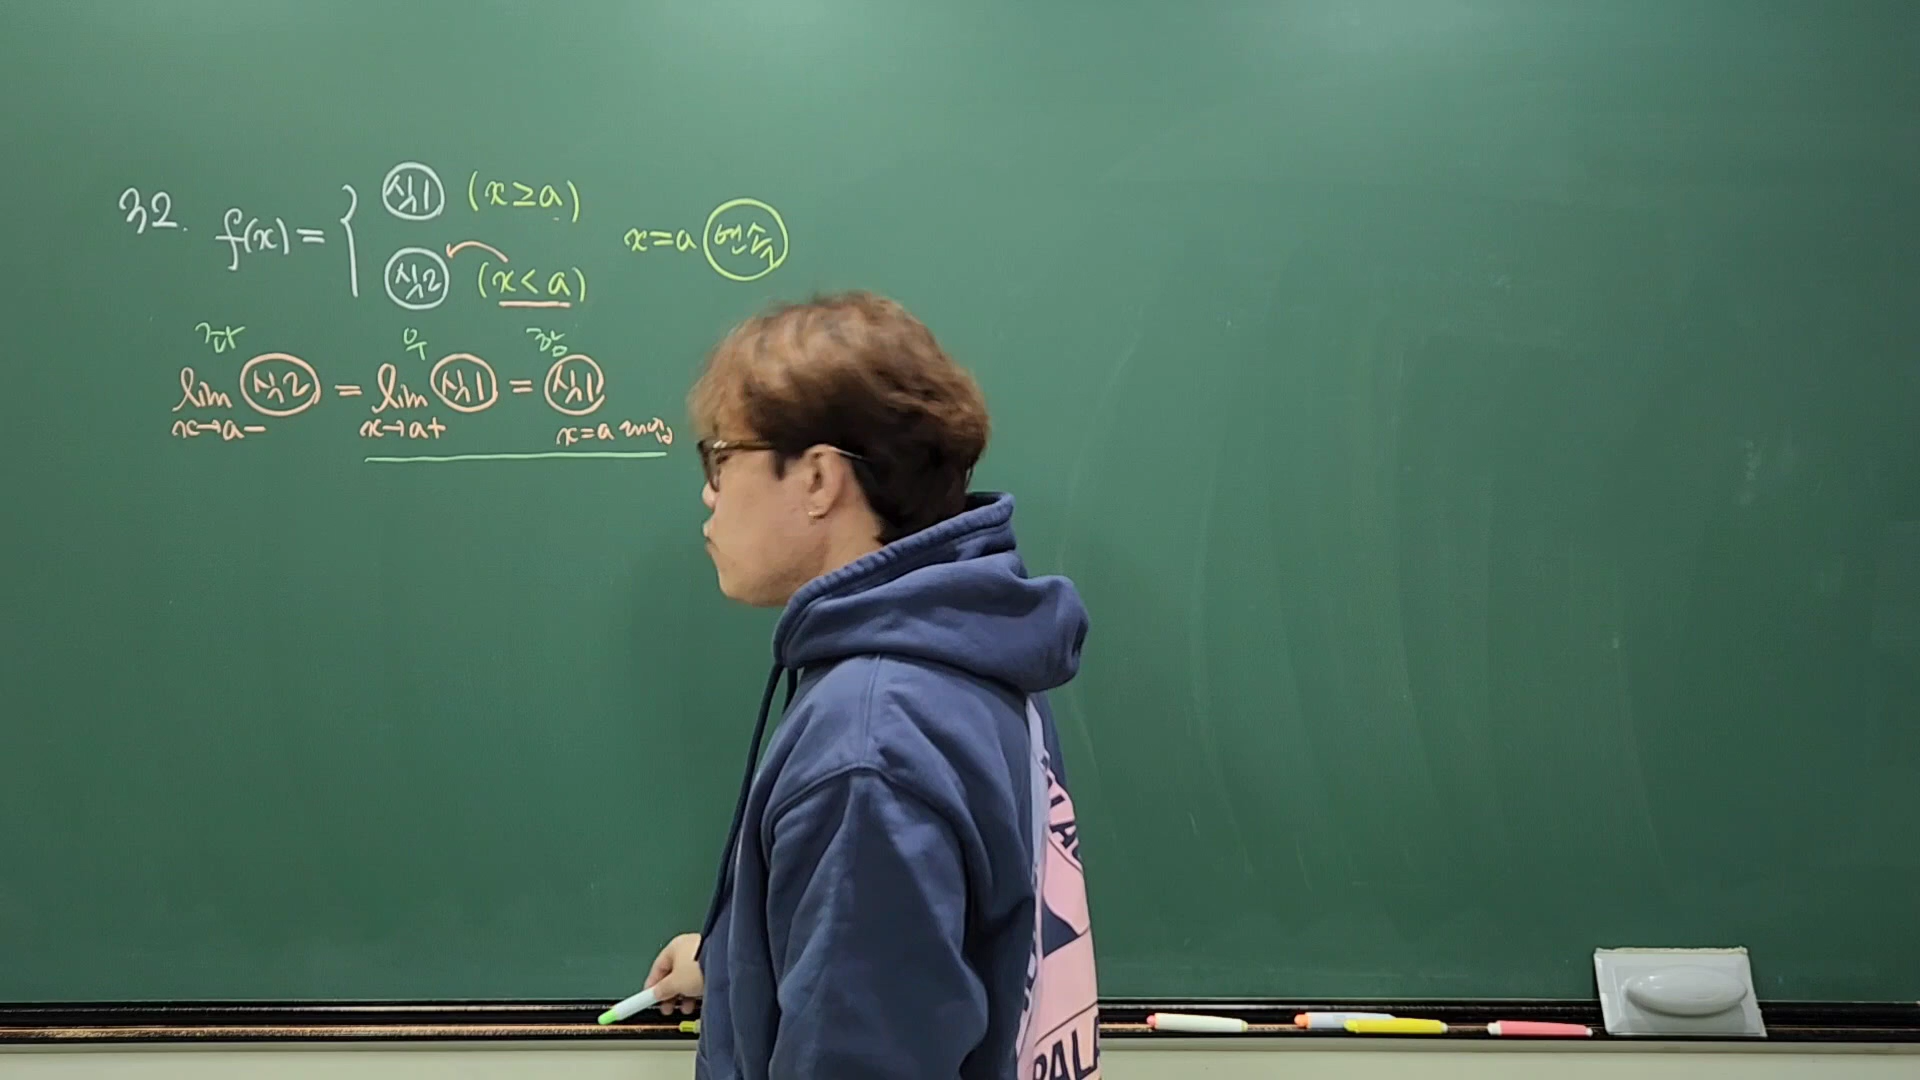 32. f(x) = { 식1 (x ≥ a)
식2 (x < a)
x = a 연속
좌 우 함
lim 식2 = lim 식1 = 식1
x→a- x→a+ x=a 대입
PALA